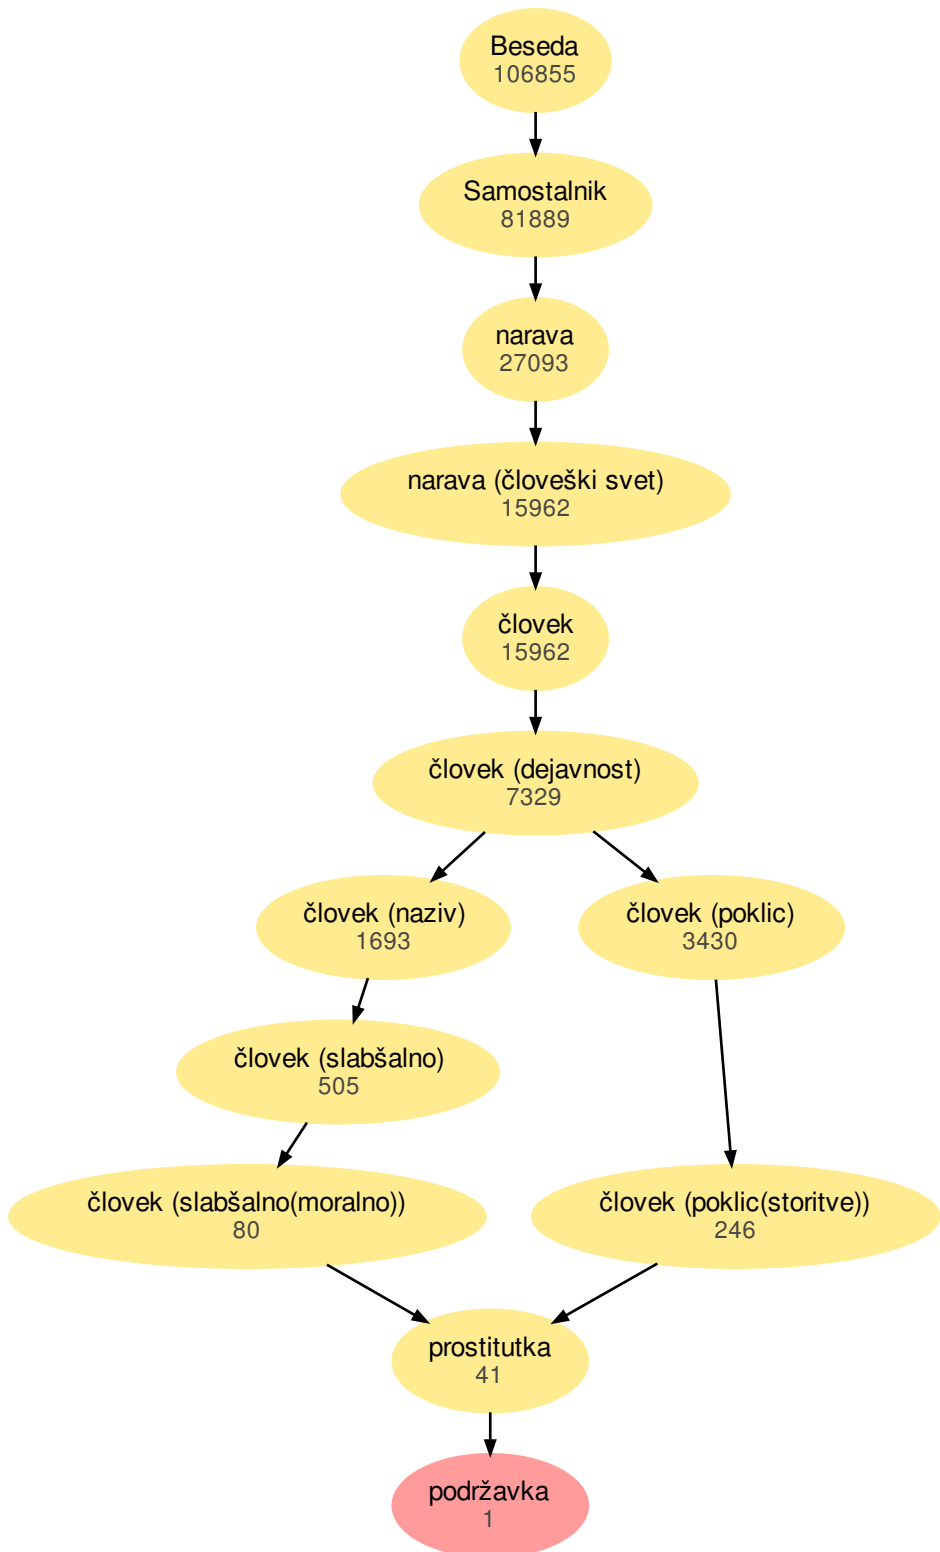 Beseda
106855
Samostalnik
81889
narava
27093
narava (človeški svet)
15962
človek
15962
človek (dejavnost)
7329
človek (naziv)
1693
človek (poklic)
3430
človek (slabšalno)
505
človek (slabšalno(moralno))
80
človek (poklic(storitve))
246
prostitutka
41
podržavka
1